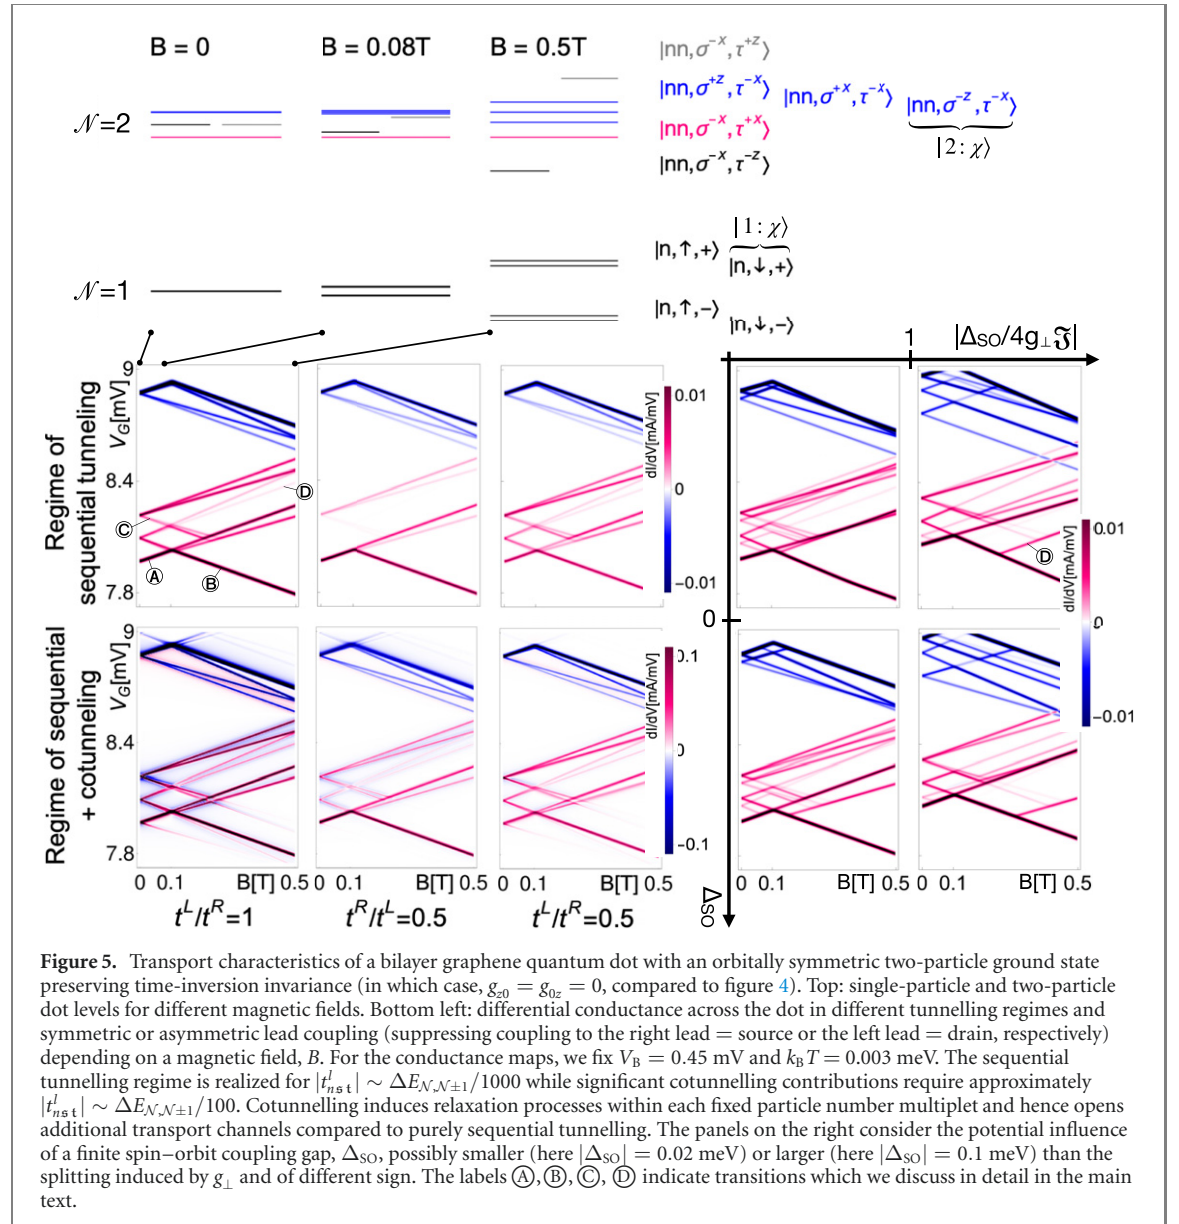 B = 0 B = 0.08T B = 0.5T
|nn, σ⁻ˣ, τ⁺ᶻ⟩
𝒩=2
|nn, σ⁺ᶻ, τ⁻ˣ⟩ |nn, σ⁺ˣ, τ⁻ˣ⟩ |nn, σ⁻ᶻ, τ⁻ˣ⟩
|nn, σ⁻ˣ, τ⁺ˣ⟩
|2 : χ⟩
|nn, σ⁻ˣ, τ⁻ᶻ⟩
|1 : χ⟩
|n, ↑, +⟩ |n, ↓, +⟩
𝒩=1
|n, ↑, −⟩ |n, ↓, −⟩
1 |Δ_SO/4g_⊥𝕵|
Regime of
sequential tunneling
V_G[mV]
9
8.4
7.8
A B C D
dI/dV[mA/mV]
0.01
0
−0.01
D
0
dI/dV[mA/mV]
0.01
0
−0.01
Regime of sequential
+ cotunneling
V_G[mV]
9
8.4
7.8
dI/dV[mA/mV]
0.1
0
−0.1
0 0.1 B[T] 0.5 0 0.1 B[T] 0.5 0 0.1 B[T] 0.5 0 0.1 B[T] 0.5 0 0.1 B[T] 0.5
t^L/t^R=1 t^R/t^L=0.5 t^L/t^R=0.5
Δ_SO
Figure 5. Transport characteristics of a bilayer graphene quantum dot with an orbitally symmetric two-particle ground state
preserving time-inversion invariance (in which case, g_z0 = g_0z = 0, compared to figure 4). Top: single-particle and two-particle
dot levels for different magnetic fields. Bottom left: differential conductance across the dot in different tunnelling regimes and
symmetric or asymmetric lead coupling (suppressing coupling to the right lead = source or the left lead = drain, respectively)
depending on a magnetic field, B. For the conductance maps, we fix V_B = 0.45 mV and k_BT = 0.003 meV. The sequential
tunnelling regime is realized for |t^l_n𝔰𝔱| ∼ ΔE_𝒩,𝒩±1/1000 while significant cotunnelling contributions require approximately
|t^l_n𝔰𝔱| ∼ ΔE_𝒩,𝒩±1/100. Cotunnelling induces relaxation processes within each fixed particle number multiplet and hence opens
additional transport channels compared to purely sequential tunnelling. The panels on the right consider the potential influence
of a finite spin–orbit coupling gap, Δ_SO, possibly smaller (here |Δ_SO| = 0.02 meV) or larger (here |Δ_SO| = 0.1 meV) than the
splitting induced by g_⊥ and of different sign. The labels Ⓐ, Ⓑ, Ⓒ, Ⓓ indicate transitions which we discuss in detail in the main
text.